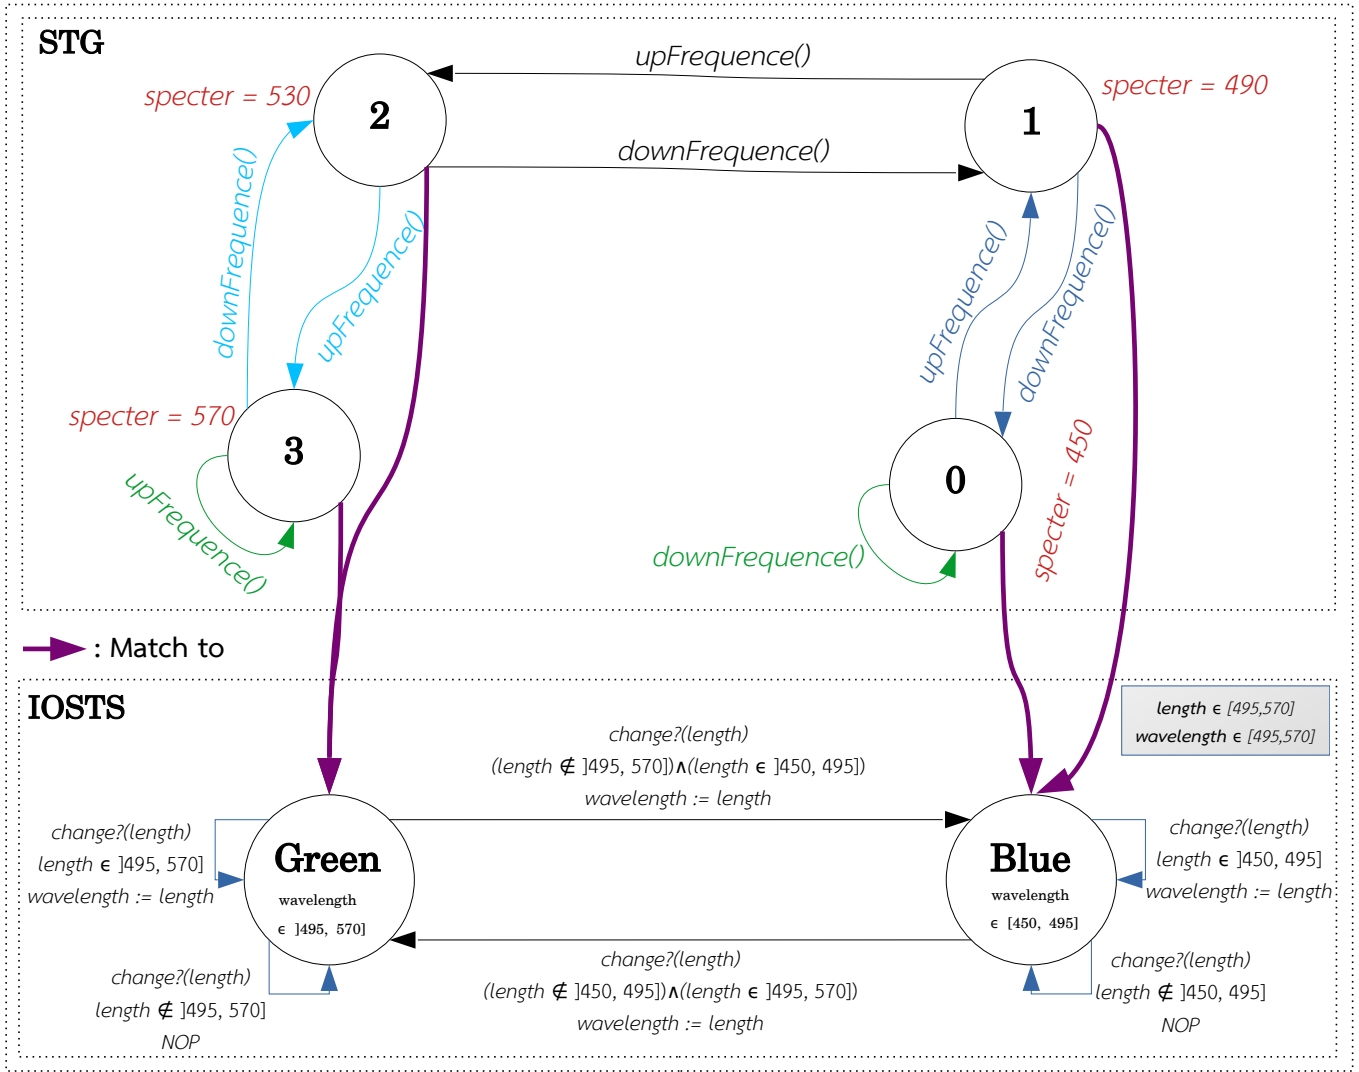 STG
upFrequence()
specter = 530
2
1
specter = 490
downFrequence()
downFrequence()
upFrequence()
upFrequence()
downFrequence()
specter = 570
3
0
specter = 450
upFrequence()
downFrequence()
: Match to
IOSTS
length ϵ [495,570]
wavelength ϵ [495,570]
change?(length)
(length ∉ ]495, 570])∧(length ϵ ]450, 495])
wavelength := length
change?(length)
length ϵ ]495, 570]
wavelength := length
Green
wavelength
ϵ ]495, 570]
Blue
wavelength
ϵ [450, 495]
change?(length)
length ϵ ]450, 495]
wavelength := length
change?(length)
length ∉ ]495, 570]
NOP
change?(length)
(length ∉ ]450, 495])∧(length ϵ ]495, 570])
wavelength := length
change?(length)
length ∉ ]450, 495]
NOP